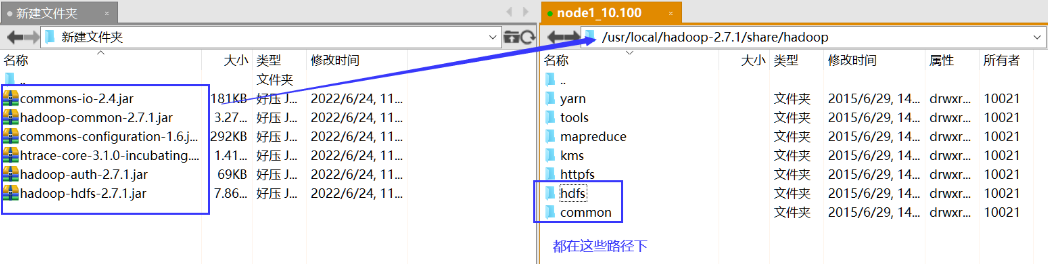 新建文件夹 ×
新建文件夹
名称 大小 类型 修改时间
.. 文件夹
commons-io-2.4.jar 181KB 好压 J... 2022/6/24, 11...
hadoop-common-2.7.1.jar 3.27... 好压 J... 2022/6/24, 11...
commons-configuration-1.6.j... 292KB 好压 J... 2022/6/24, 11...
htrace-core-3.1.0-incubating.... 1.41... 好压 J... 2022/6/24, 11...
hadoop-auth-2.7.1.jar 69KB 好压 J... 2022/6/24, 11...
hadoop-hdfs-2.7.1.jar 7.86... 好压 J... 2022/6/24, 11...
node1_10.100 ×
/usr/local/hadoop-2.7.1/share/hadoop
名称 大小 类型 修改时间 属性 所有者
..
yarn 文件夹 2015/6/29, 14... drwxr... 10021
tools 文件夹 2015/6/29, 14... drwxr... 10021
mapreduce 文件夹 2015/6/29, 14... drwxr... 10021
kms 文件夹 2015/6/29, 14... drwxr... 10021
httpfs 文件夹 2015/6/29, 14... drwxr... 10021
hdfs 文件夹 2015/6/29, 14... drwxr... 10021
common 文件夹 2015/6/29, 14... drwxr... 10021
都在这些路径下